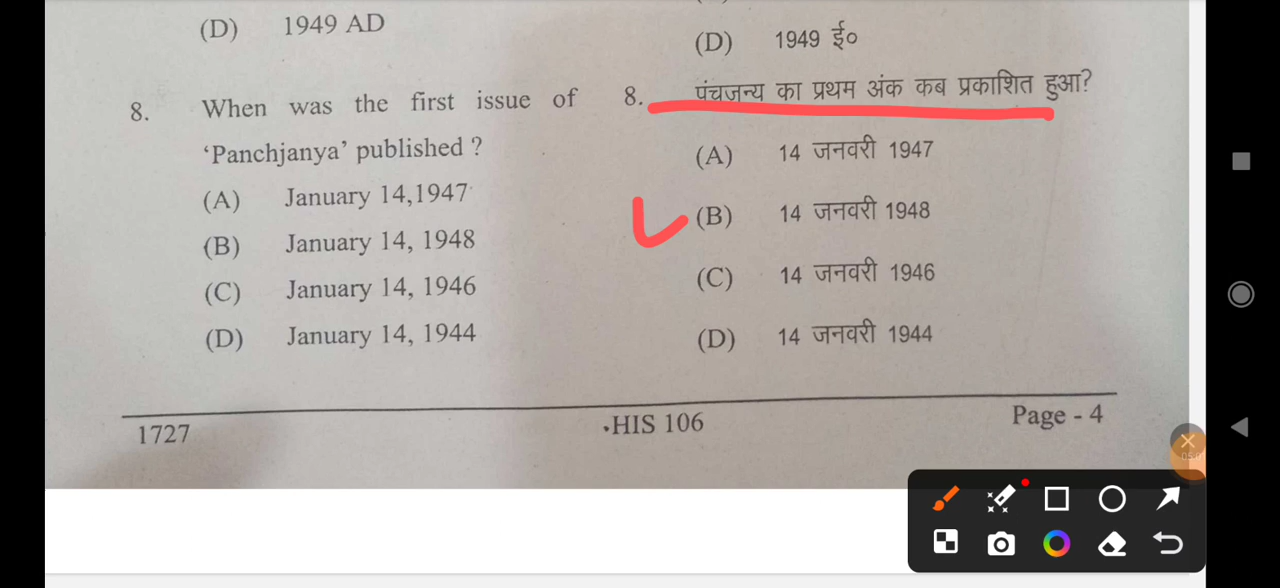 (D) 1949 AD
8. When was the first issue of
‘Panchjanya’ published ?
(A) January 14,1947
(B) January 14, 1948
(C) January 14, 1946
(D) January 14, 1944
(D) 1949 ई०
8. पंचजन्य का प्रथम अंक कब प्रकाशित हुआ?
(A) 14 जनवरी 1947
(B) 14 जनवरी 1948
(C) 14 जनवरी 1946
(D) 14 जनवरी 1944
1727 HIS 106 Page - 4